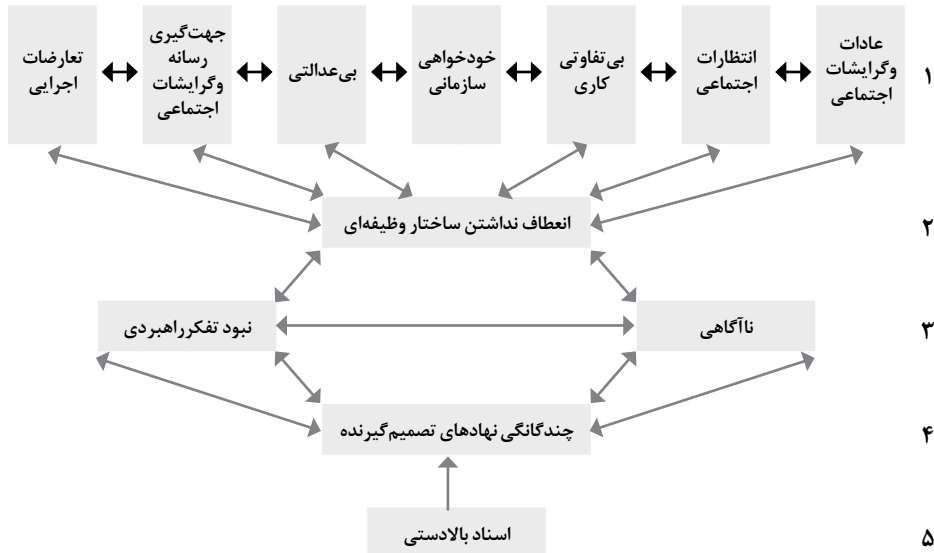 عادات
وگرایشات
اجتماعی
انتظارات
اجتماعی
بی‌تفاوتی
کاری
خودخواهی
سازمانی
بی‌عدالتی
جهت‌گیری
رسانه
وگرایشات
اجتماعی
تعارضات
اجرایی
۱
انعطاف نداشتن ساختار وظیفه‌ای
۲
ناآگاهی
نبود تفکرراهبردی
۳
چندگانگی نهادهای تصمیم‌گیرنده
۴
اسناد بالادستی
۵